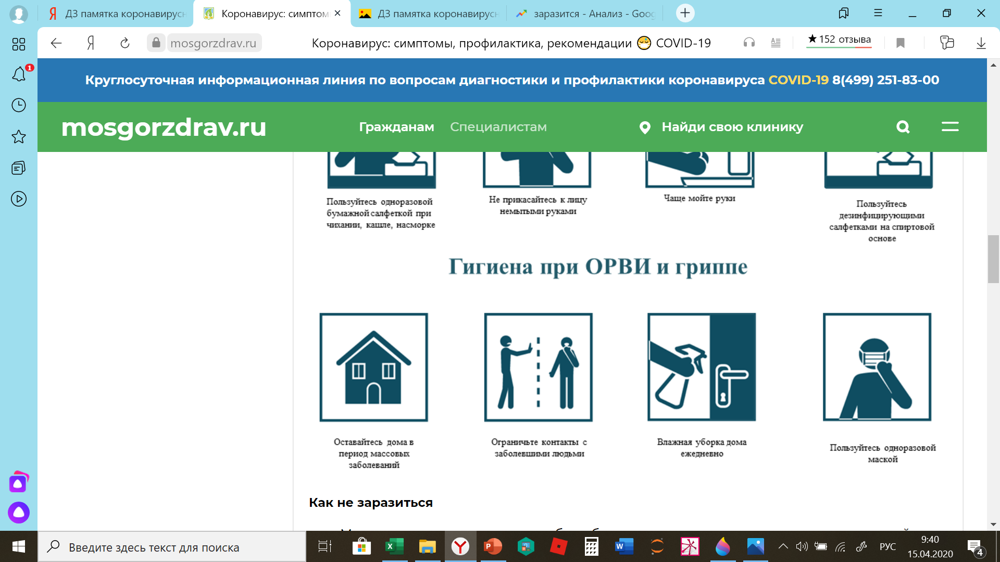 ДЗ памятка коронавирусн
Коронавирус: симптом
ДЗ памятка коронавирусн
заразится - Анализ - Goog
mosgorzdrav.ru
Коронавирус: симптомы, профилактика, рекомендации 😷 COVID-19
★ 152 отзыва
1
Круглосуточная информационная линия по вопросам диагностики и профилактики коронавируса COVID-19 8(499) 251-83-00
mosgorzdrav.ru
Гражданам
Специалистам
Найди свою клинику
Пользуйтесь одноразовой
бумажной салфеткой при
чихании, кашле, насморке
Не прикасайтесь к лицу
немытыми руками
Чаще мойте руки
Пользуйтесь
дезинфицирующими
салфетками на спиртовой
основе
Гигиена при ОРВИ и гриппе
Оставайтесь дома в
период массовых
заболеваний
Ограничьте контакты с
заболевшими людьми
Влажная уборка дома
ежедневно
Пользуйтесь одноразовой
маской
Как не заразиться
Введите здесь текст для поиска
РУС
9:40
15.04.2020
4